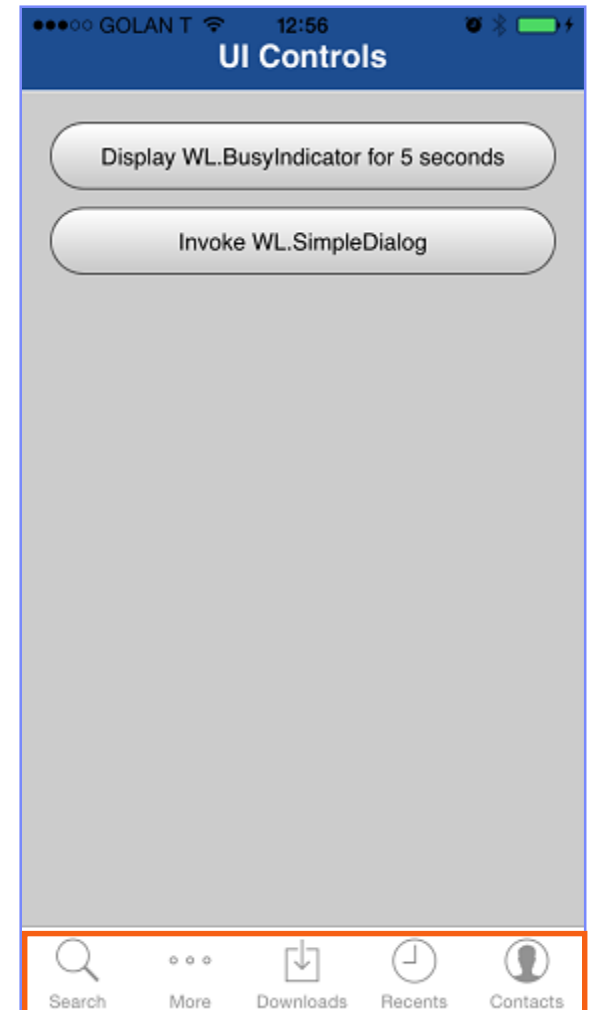 GOLAN T 12:56
UI Controls
Display WL.BusyIndicator for 5 seconds
Invoke WL.SimpleDialog
Search More Downloads Recents Contacts